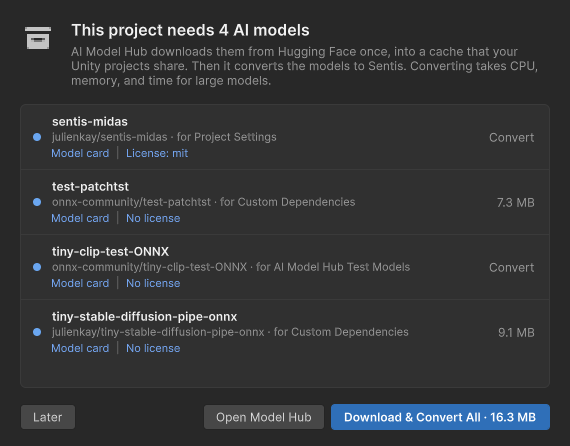 This project needs 4 AI models
AI Model Hub downloads them from Hugging Face once, into a cache that your
Unity projects share. Then it converts the models to Sentis. Converting takes CPU,
memory, and time for large models.
sentis-midas
julienkay/sentis-midas · for Project Settings
Convert
Model card | License: mit
test-patchtst
onnx-community/test-patchtst · for Custom Dependencies
7.3 MB
Model card | No license
tiny-clip-test-ONNX
onnx-community/tiny-clip-test-ONNX · for AI Model Hub Test Models
Convert
Model card | No license
tiny-stable-diffusion-pipe-onnx
julienkay/tiny-stable-diffusion-pipe-onnx · for Custom Dependencies
9.1 MB
Model card | No license
Later
Open Model Hub
Download & Convert All · 16.3 MB